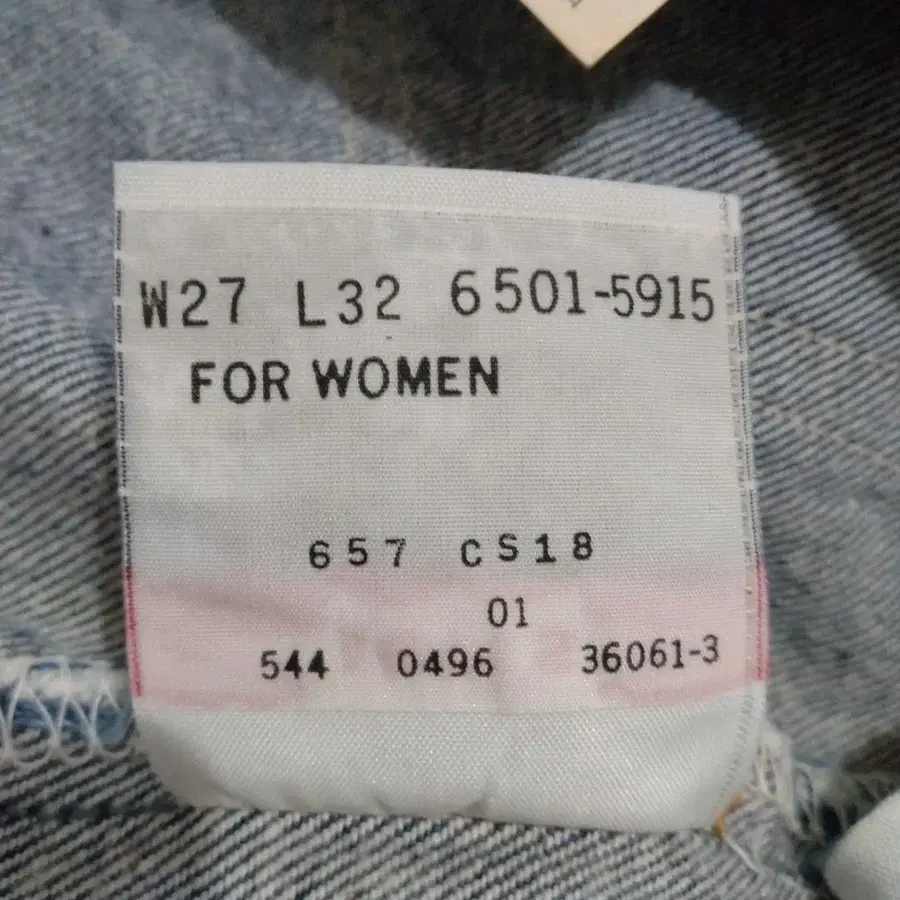 W27 L32 6501-5915
FOR WOMEN
657 CS18
01
544 0496 36061-3